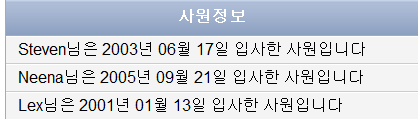 사원정보
Steven님은 2003년 06월 17일 입사한 사원입니다
Neena님은 2005년 09월 21일 입사한 사원입니다
Lex님은 2001년 01월 13일 입사한 사원입니다